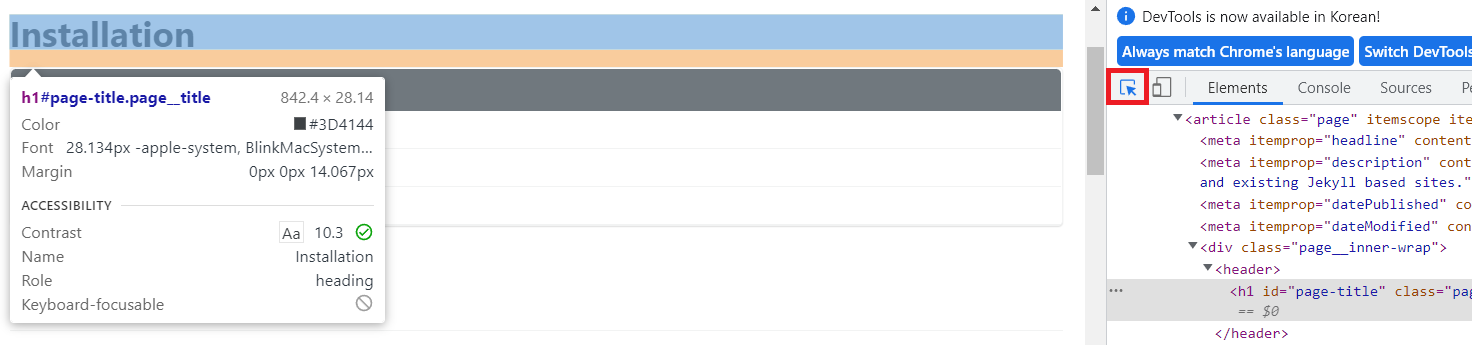 Installation
h1#page-title.page__title 842.4 × 28.14
Color #3D4144
Font 28.134px -apple-system, BlinkMacSystem...
Margin 0px 0px 14.067px
ACCESSIBILITY
Contrast Aa 10.3
Name Installation
Role heading
Keyboard-focusable
DevTools is now available in Korean!
Always match Chrome's language Switch DevTools
Elements Console Sources Pe
<article class="page" itemscope ite
<meta itemprop="headline" content
<meta itemprop="description" cont
and existing Jekyll based sites."
<meta itemprop="datePublished" co
<meta itemprop="dateModified" con
<div class="page__inner-wrap">
<header>
… <h1 id="page-title" class="pag
== $0
</header>